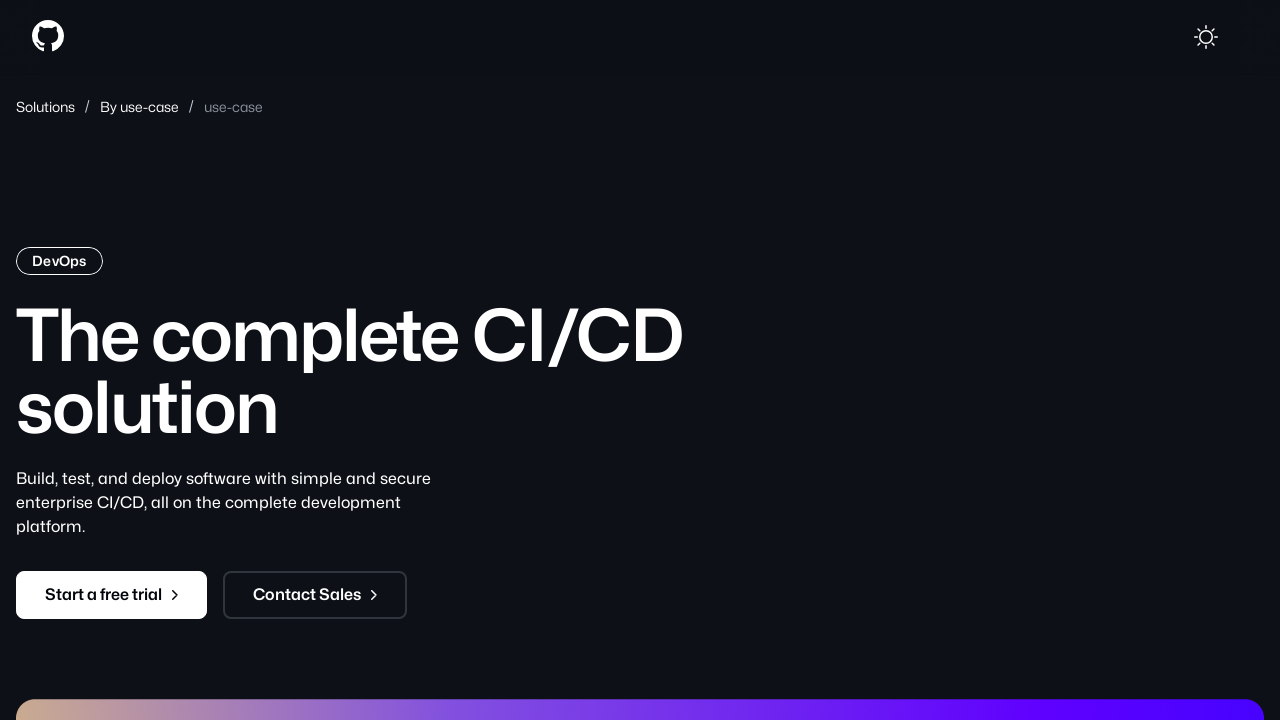 Solutions / By use-case / use-case
DevOps
The complete CI/CD
solution
Build, test, and deploy software with simple and secure
enterprise CI/CD, all on the complete development
platform.
Start a free trial
Contact Sales